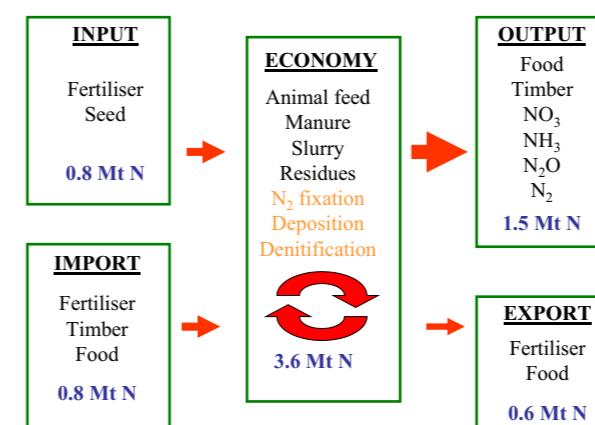 INPUT
Fertiliser
Seed
0.8 Mt N
IMPORT
Fertiliser
Timber
Food
0.8 Mt N
ECONOMY
Animal feed
Manure
Slurry
Residues
N₂ fixation
Deposition
Denitification
3.6 Mt N
OUTPUT
Food
Timber
NO₃
NH₃
N₂O
N₂
1.5 Mt N
EXPORT
Fertiliser
Food
0.6 Mt N